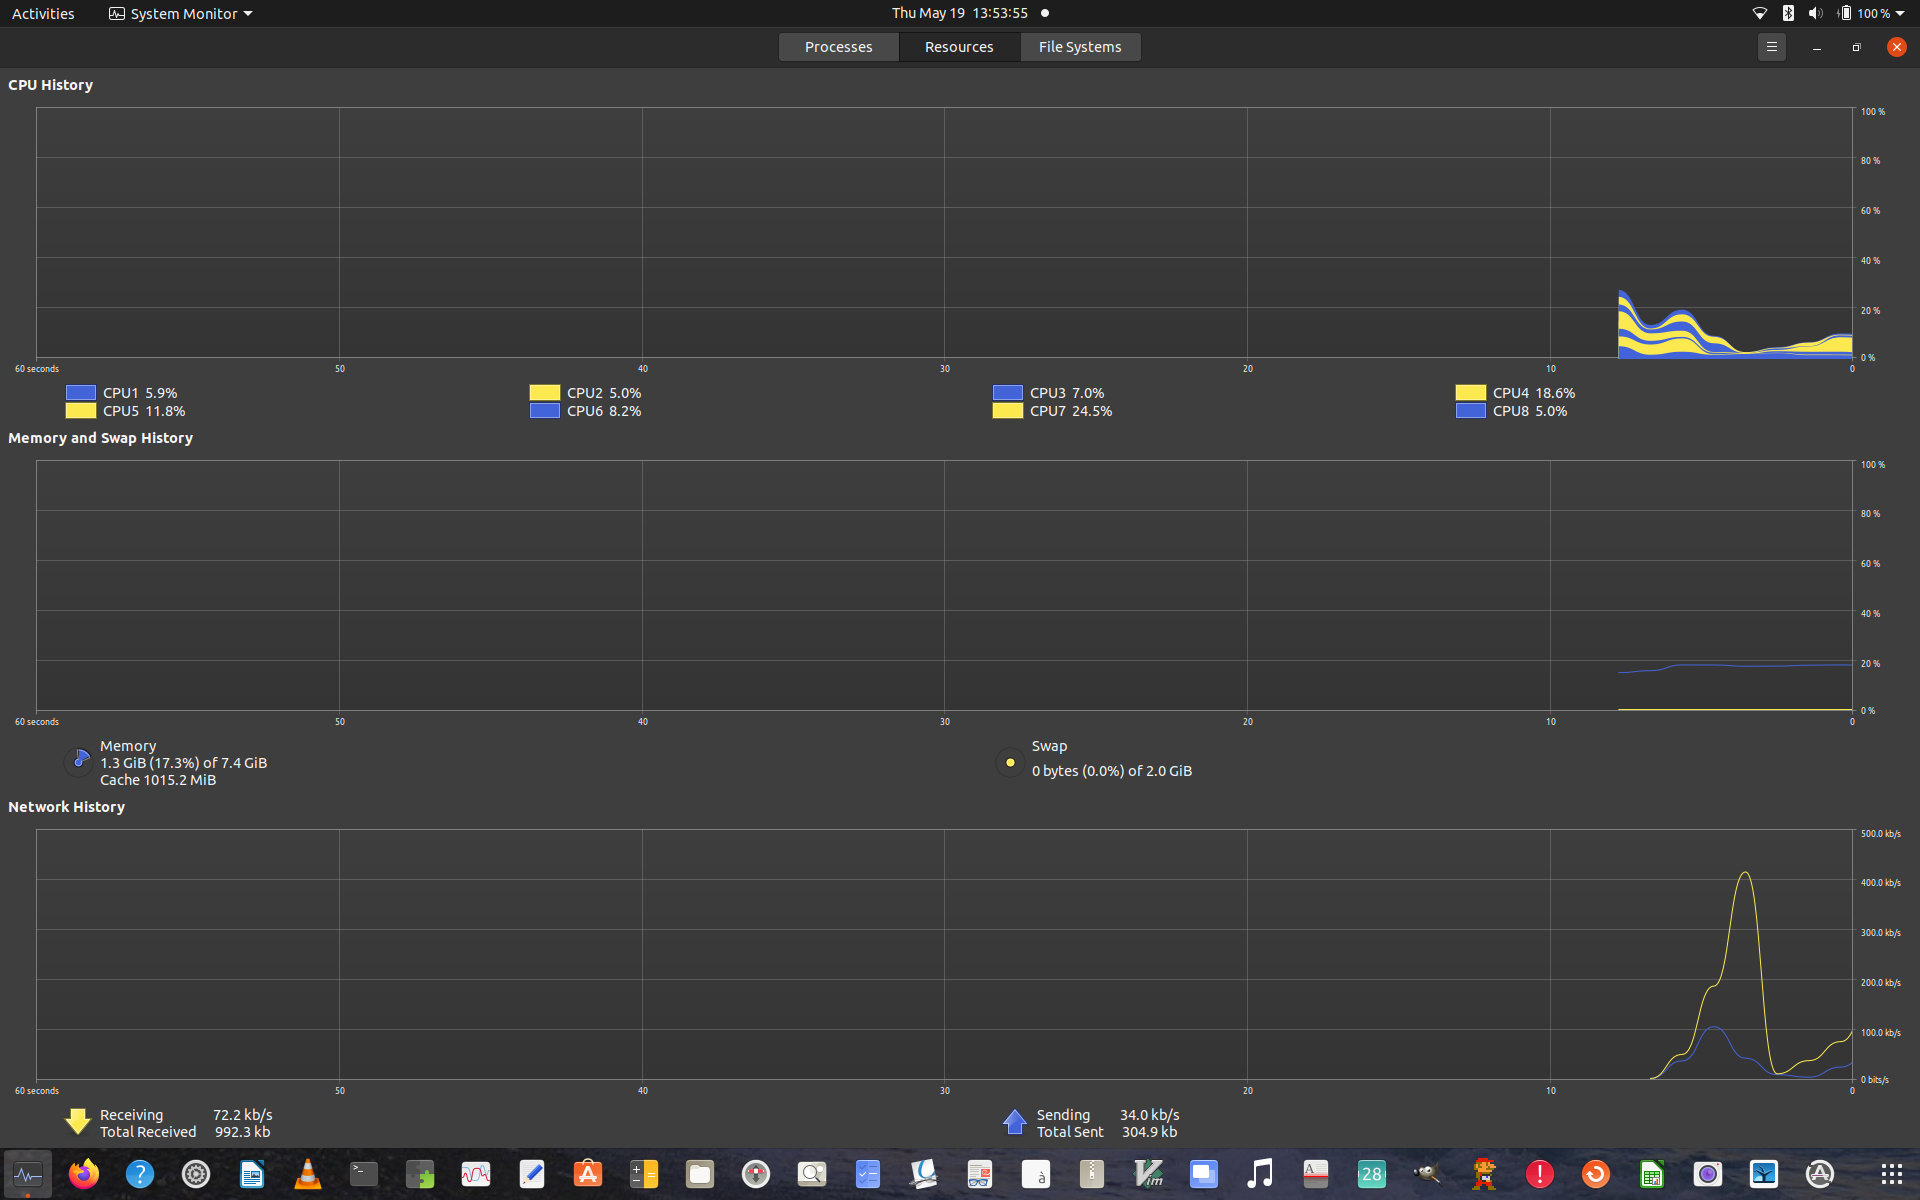 Activities System Monitor Thu May 19 13:53:55 100 %
Processes Resources File Systems
CPU History
100 %
80 %
60 %
40 %
20 %
0 %
60 seconds 50 40 30 20 10 0
CPU1 5.9% CPU2 5.0% CPU3 7.0% CPU4 18.6%
CPU5 11.8% CPU6 8.2% CPU7 24.5% CPU8 5.0%
Memory and Swap History
100 %
80 %
60 %
40 %
20 %
0 %
60 seconds 50 40 30 20 10 0
Memory
1.3 GiB (17.3%) of 7.4 GiB
Cache 1015.2 MiB
Swap
0 bytes (0.0%) of 2.0 GiB
Network History
500.0 kb/s
400.0 kb/s
300.0 kb/s
200.0 kb/s
100.0 kb/s
0 bits/s
60 seconds 50 40 30 20 10 0
Receiving 72.2 kb/s
Total Received 992.3 kb
Sending 34.0 kb/s
Total Sent 304.9 kb
? >_ à Vim A 28 !